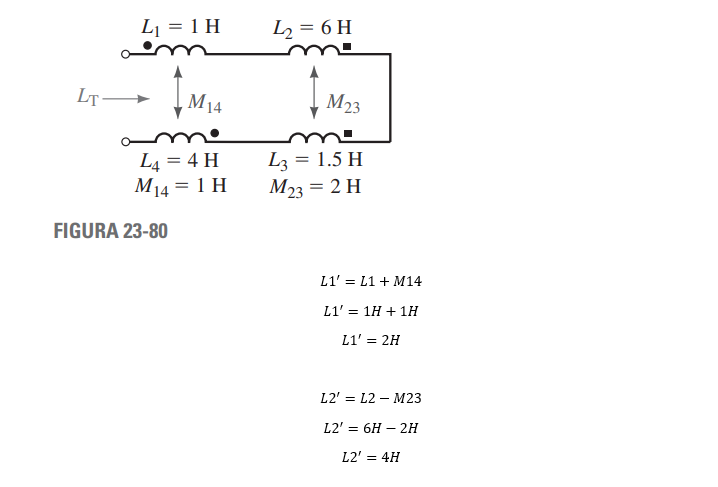 L₁ = 1 H L₂ = 6 H
L_T M₁₄ M₂₃
L₄ = 4 H L₃ = 1.5 H
M₁₄ = 1 H M₂₃ = 2 H
FIGURA 23-80
L1′ = L1 + M14
L1′ = 1H + 1H
L1′ = 2H
L2′ = L2 − M23
L2′ = 6H − 2H
L2′ = 4H